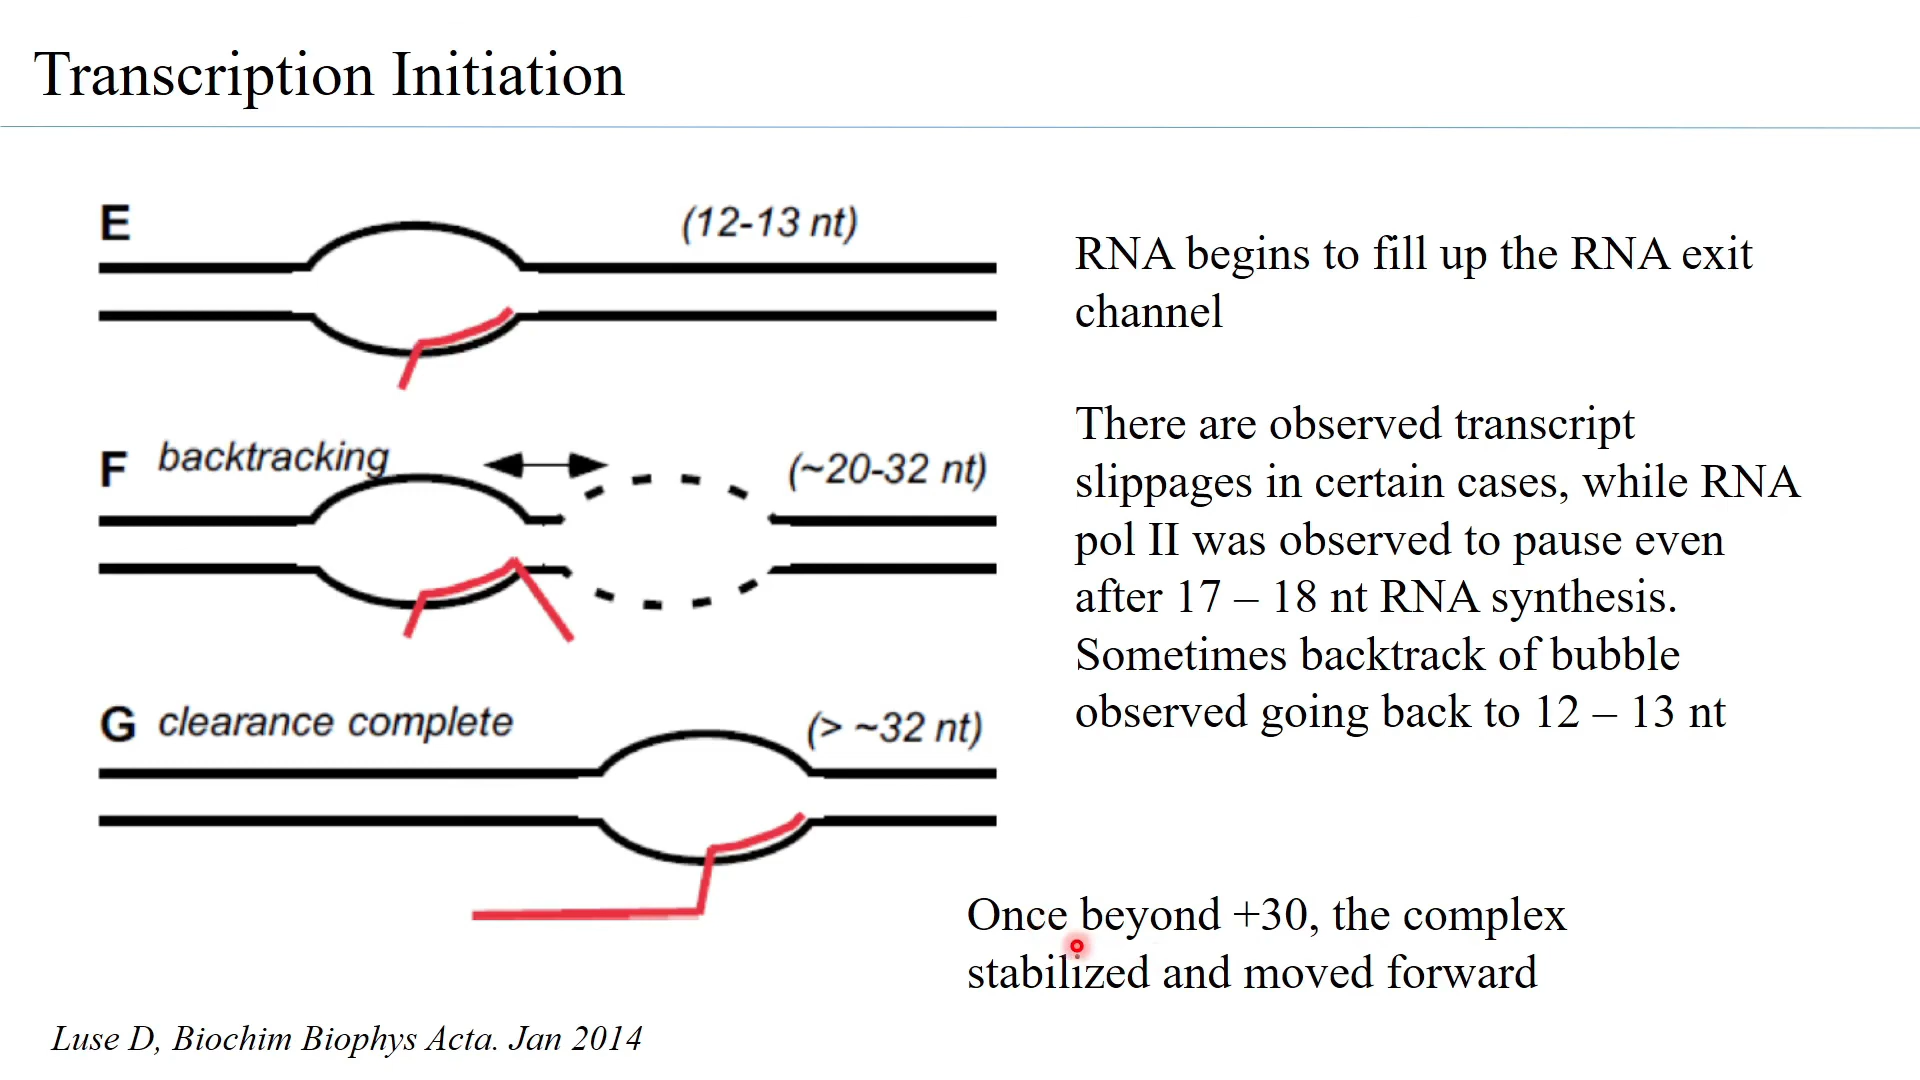 Transcription Initiation
E
(12-13 nt)
RNA begins to fill up the RNA exit
channel
F
backtracking
(~20-32 nt)
There are observed transcript
slippages in certain cases, while RNA
pol II was observed to pause even
after 17 – 18 nt RNA synthesis.
Sometimes backtrack of bubble
observed going back to 12 – 13 nt
G
clearance complete
(> ~32 nt)
Once beyond +30, the complex
stabilized and moved forward
Luse D, Biochim Biophys Acta. Jan 2014